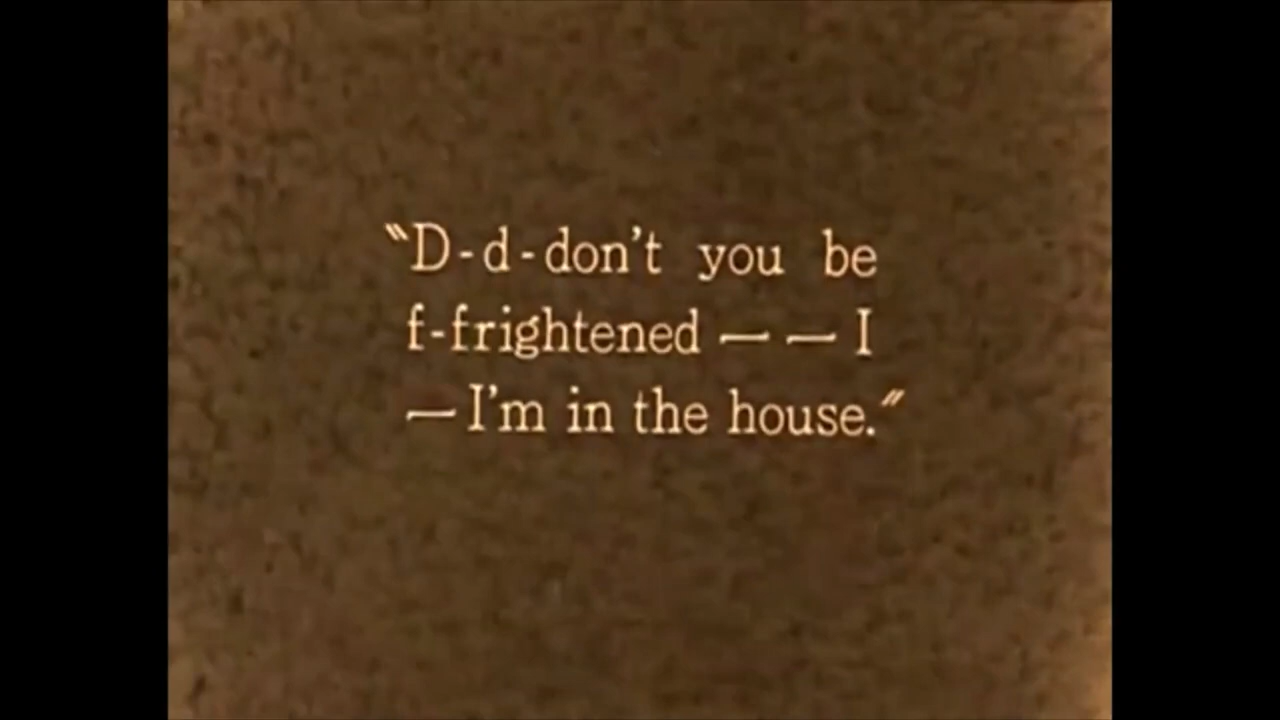 "D-d-don't you be
f-frightened — — I
— I'm in the house."